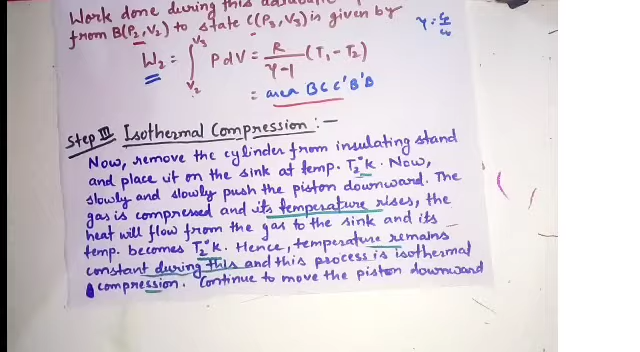 Work done during this adiabatic
from B(P₂,V₂) to state C(P₃,V₃) is given by
γ = Cp/Cv
W₂ = ∫ V₂ V₃ PdV = R/γ-1 (T₁-T₂)
= area BCC'B'B
Step III Isothermal Compression :-
Now, remove the cylinder from insulating stand
and place it on the sink at temp. T₂°K. Now,
slowly and slowly push the piston downward. The
gas is compressed and its temperature rises, the
heat will flow from the gas to the sink and its
temp. becomes T₂°K. Hence, temperature remains
constant during this and this process is isothermal
compression. Continue to move the piston downward